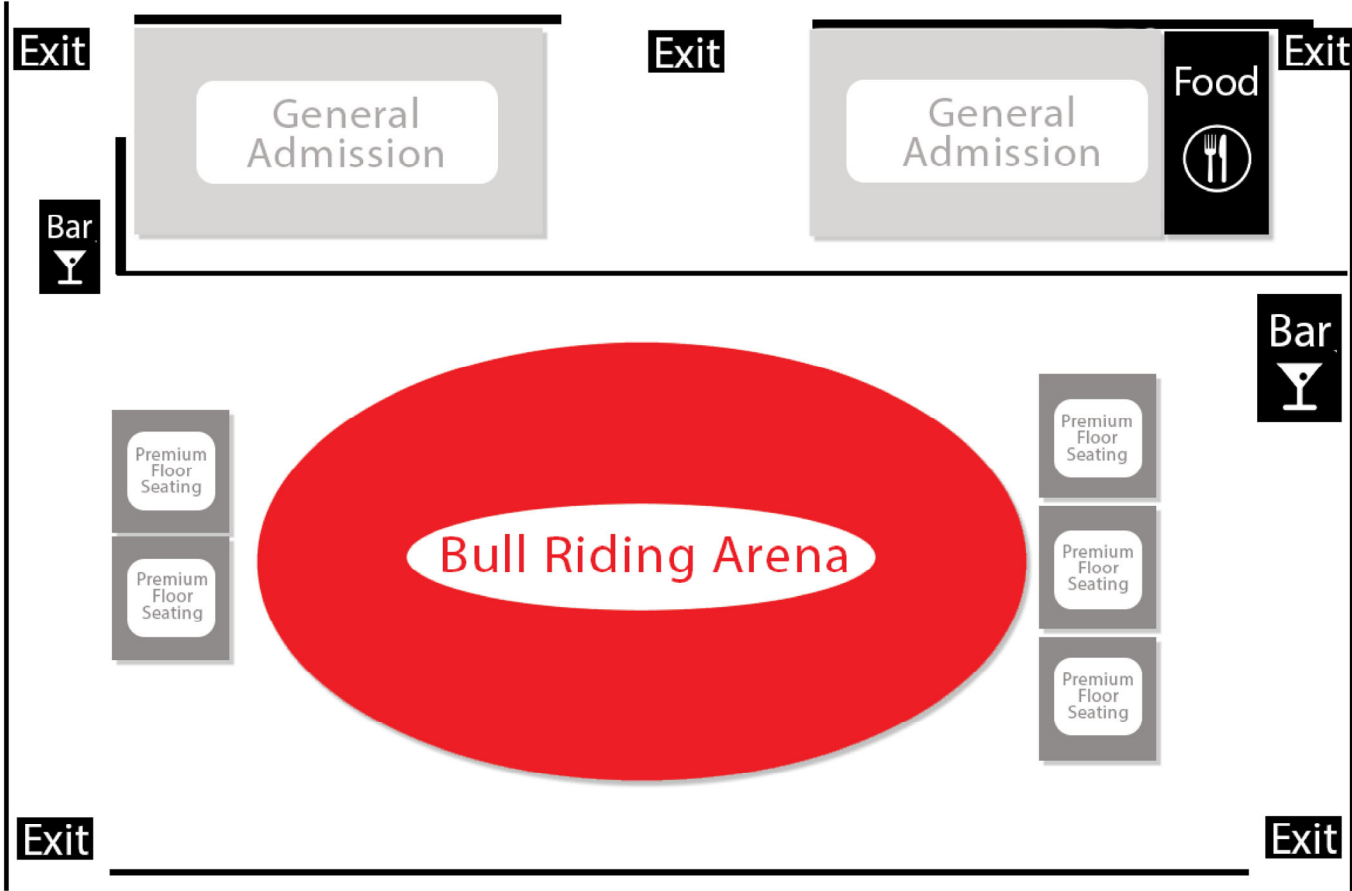 Exit
Exit
Exit
General
Admission
General
Admission
Food
Bar
Bar
Premium
Floor
Seating
Premium
Floor
Seating
Bull Riding Arena
Premium
Floor
Seating
Premium
Floor
Seating
Premium
Floor
Seating
Exit
Exit